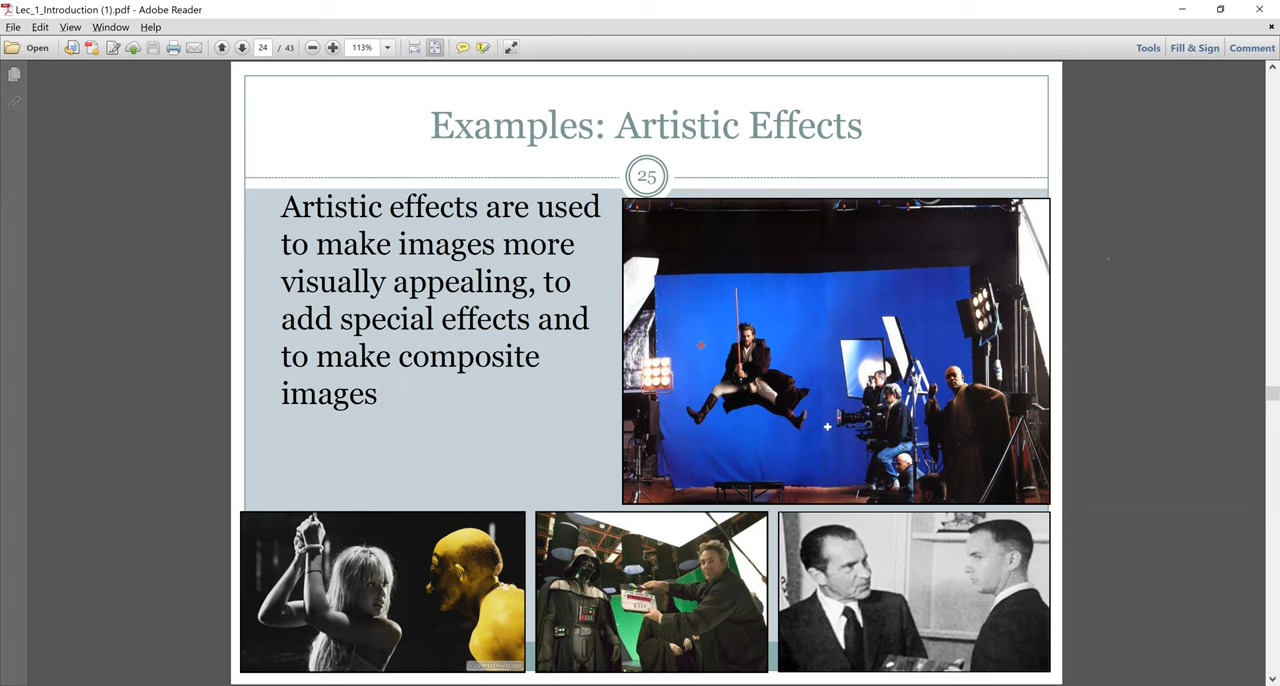 Lec_1_Introduction (1).pdf - Adobe Reader
File Edit View Window Help
Open 24 / 43 113% Tools Fill & Sign Comment
Examples: Artistic Effects
25
Artistic effects are used
to make images more
visually appealing, to
add special effects and
to make composite
images